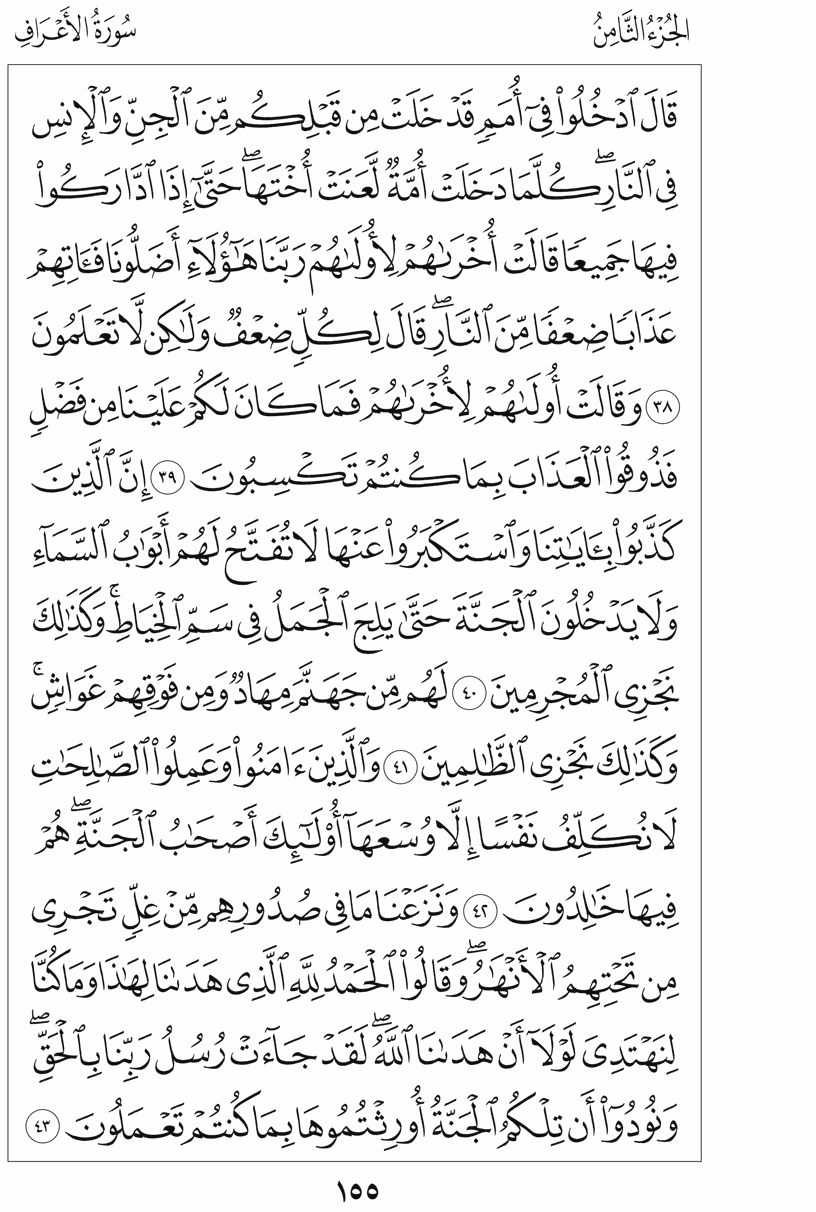 الجُزْءُ الثَّامِنُ
سُورَةُ الأَعْرَافِ
قَالَ ٱدْخُلُوا۟ فِىٓ أُمَمٍ قَدْ خَلَتْ مِن قَبْلِكُم مِّنَ ٱلْجِنِّ وَٱلْإِنسِ
فِى ٱلنَّارِ ۖ كُلَّمَا دَخَلَتْ أُمَّةٌ لَّعَنَتْ أُخْتَهَا ۖ حَتَّىٰٓ إِذَا ٱدَّارَكُوا۟
فِيهَا جَمِيعًا قَالَتْ أُخْرَىٰهُمْ لِأُولَىٰهُمْ رَبَّنَا هَـٰٓؤُلَآءِ أَضَلُّونَا فَـَٔاتِهِمْ
عَذَابًا ضِعْفًا مِّنَ ٱلنَّارِ ۖ قَالَ لِكُلٍّ ضِعْفٌ وَلَـٰكِن لَّا تَعْلَمُونَ
٣٨ وَقَالَتْ أُولَىٰهُمْ لِأُخْرَىٰهُمْ فَمَا كَانَ لَكُمْ عَلَيْنَا مِن فَضْلٍ
فَذُوقُوا۟ ٱلْعَذَابَ بِمَا كُنتُمْ تَكْسِبُونَ ٣٩ إِنَّ ٱلَّذِينَ
كَذَّبُوا۟ بِـَٔايَـٰتِنَا وَٱسْتَكْبَرُوا۟ عَنْهَا لَا تُفَتَّحُ لَهُمْ أَبْوَٰبُ ٱلسَّمَآءِ
وَلَا يَدْخُلُونَ ٱلْجَنَّةَ حَتَّىٰ يَلِجَ ٱلْجَمَلُ فِى سَمِّ ٱلْخِيَاطِ ۚ وَكَذَٰلِكَ
نَجْزِى ٱلْمُجْرِمِينَ ٤٠ لَهُم مِّن جَهَنَّمَ مِهَادٌ وَمِن فَوْقِهِمْ غَوَاشٍ ۚ
وَكَذَٰلِكَ نَجْزِى ٱلظَّـٰلِمِينَ ٤١ وَٱلَّذِينَ ءَامَنُوا۟ وَعَمِلُوا۟ ٱلصَّـٰلِحَـٰتِ
لَا نُكَلِّفُ نَفْسًا إِلَّا وُسْعَهَآ أُو۟لَـٰٓئِكَ أَصْحَـٰبُ ٱلْجَنَّةِ ۖ هُمْ
فِيهَا خَـٰلِدُونَ ٤٢ وَنَزَعْنَا مَا فِى صُدُورِهِم مِّنْ غِلٍّ تَجْرِى
مِن تَحْتِهِمُ ٱلْأَنْهَـٰرُ ۖ وَقَالُوا۟ ٱلْحَمْدُ لِلَّهِ ٱلَّذِى هَدَىٰنَا لِهَـٰذَا وَمَا كُنَّا
لِنَهْتَدِىَ لَوْلَآ أَنْ هَدَىٰنَا ٱللَّهُ ۖ لَقَدْ جَآءَتْ رُسُلُ رَبِّنَا بِٱلْحَقِّ ۖ
وَنُودُوٓا۟ أَن تِلْكُمُ ٱلْجَنَّةُ أُورِثْتُمُوهَا بِمَا كُنتُمْ تَعْمَلُونَ ٤٣
١٥٥